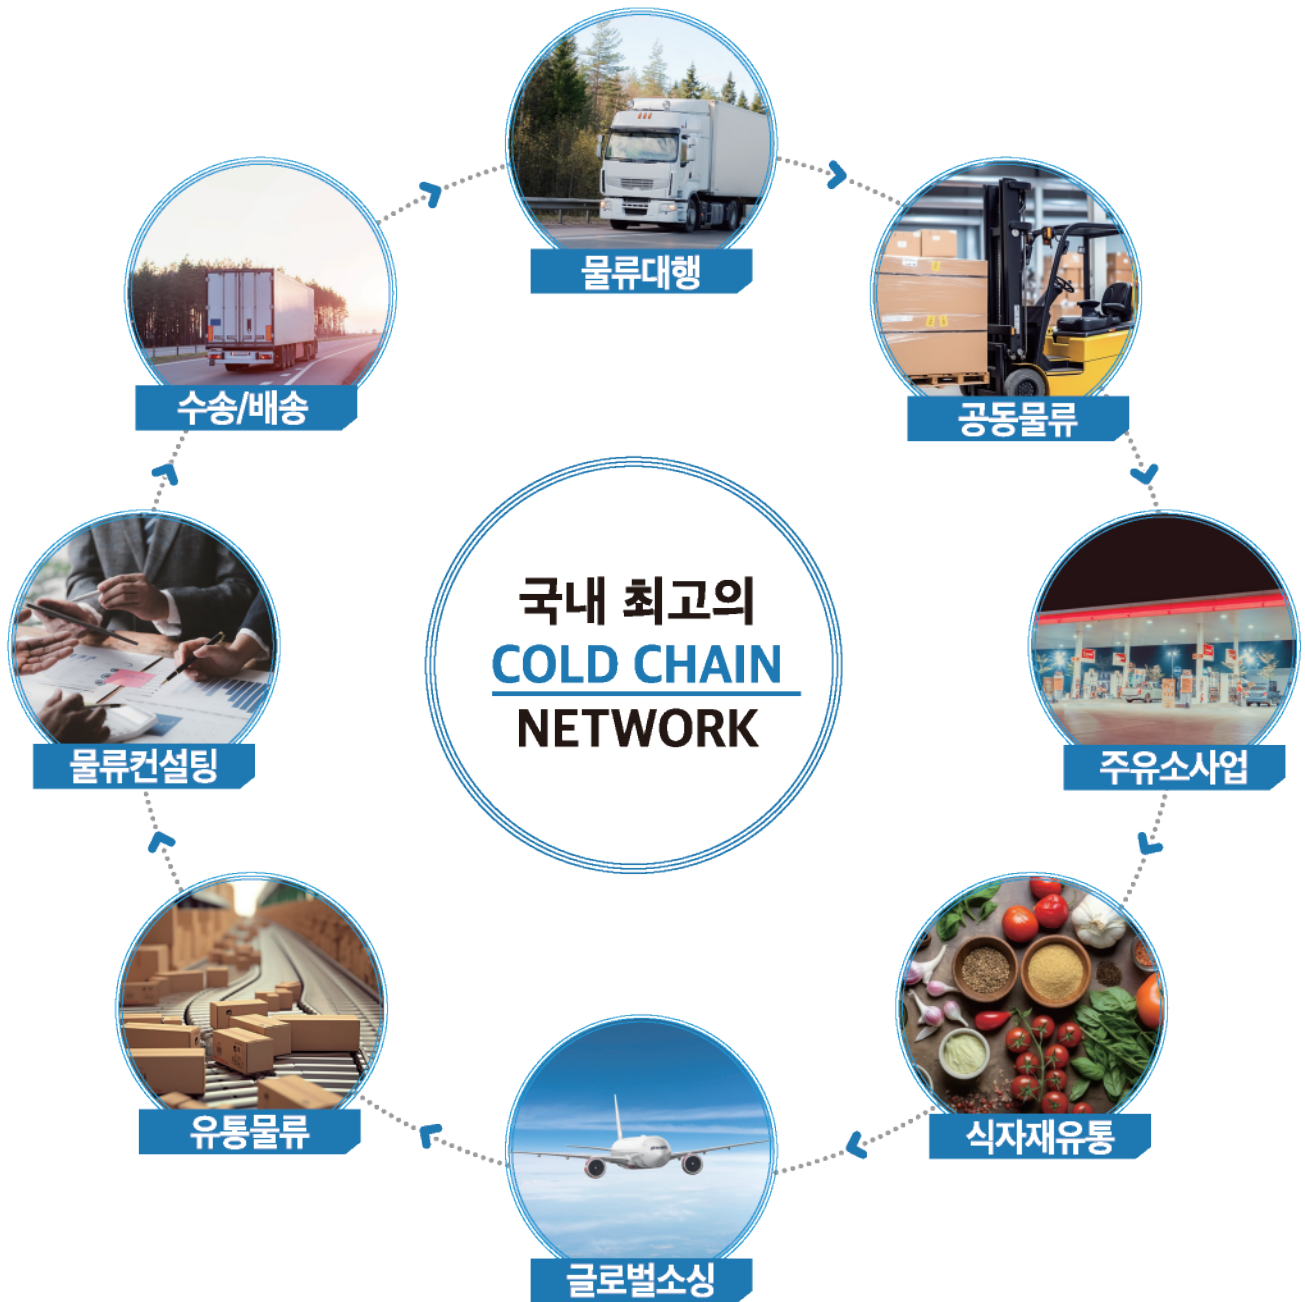 물류대행
공동물류
주유소사업
식자재유통
글로벌소싱
유통물류
물류컨설팅
수송/배송
국내 최고의
COLD CHAIN
NETWORK